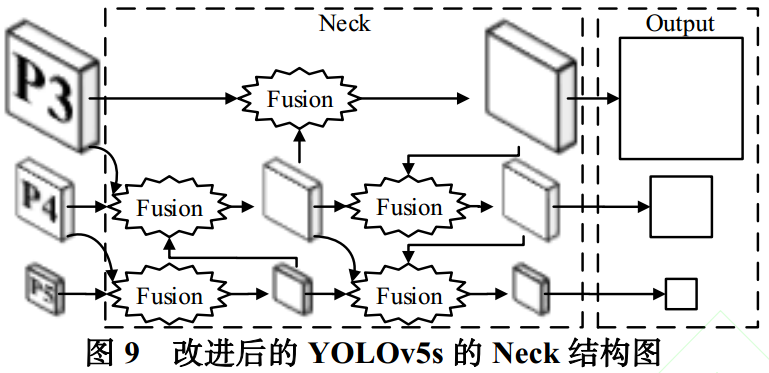 Neck
Output
P3
Fusion
P4
Fusion
Fusion
P5
Fusion
Fusion
图 9 改进后的 YOLOv5s 的 Neck 结构图